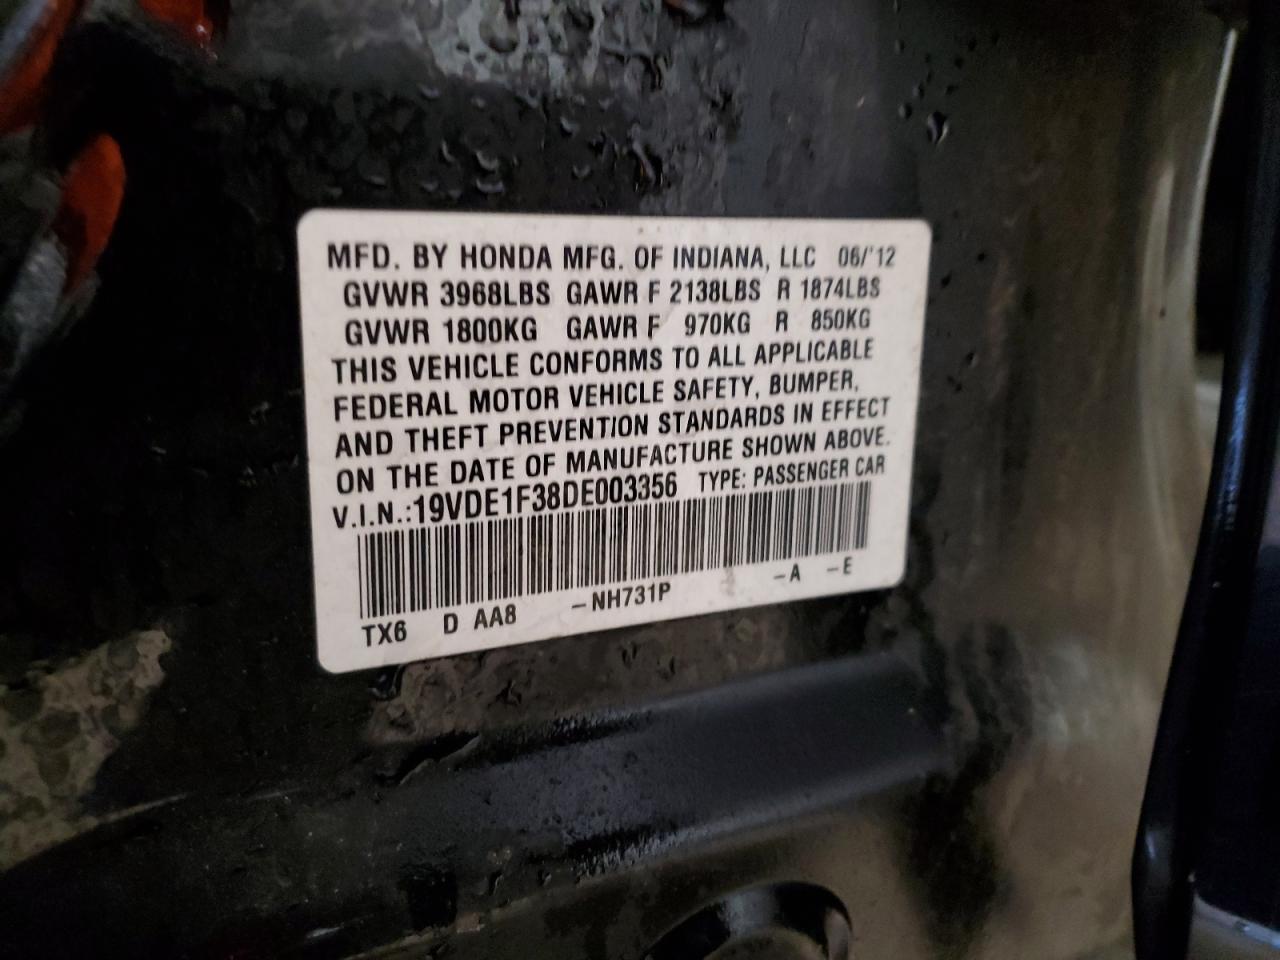 MFD. BY HONDA MFG. OF INDIANA, LLC 06/'12
GVWR 3968LBS GAWR F 2138LBS R 1874LBS
GVWR 1800KG GAWR F 970KG R 850KG
THIS VEHICLE CONFORMS TO ALL APPLICABLE
FEDERAL MOTOR VEHICLE SAFETY, BUMPER,
AND THEFT PREVENTION STANDARDS IN EFFECT
ON THE DATE OF MANUFACTURE SHOWN ABOVE.
V.I.N.:19VDE1F38DE003356 TYPE: PASSENGER CAR
TX6 D AA8 –NH731P –A –E